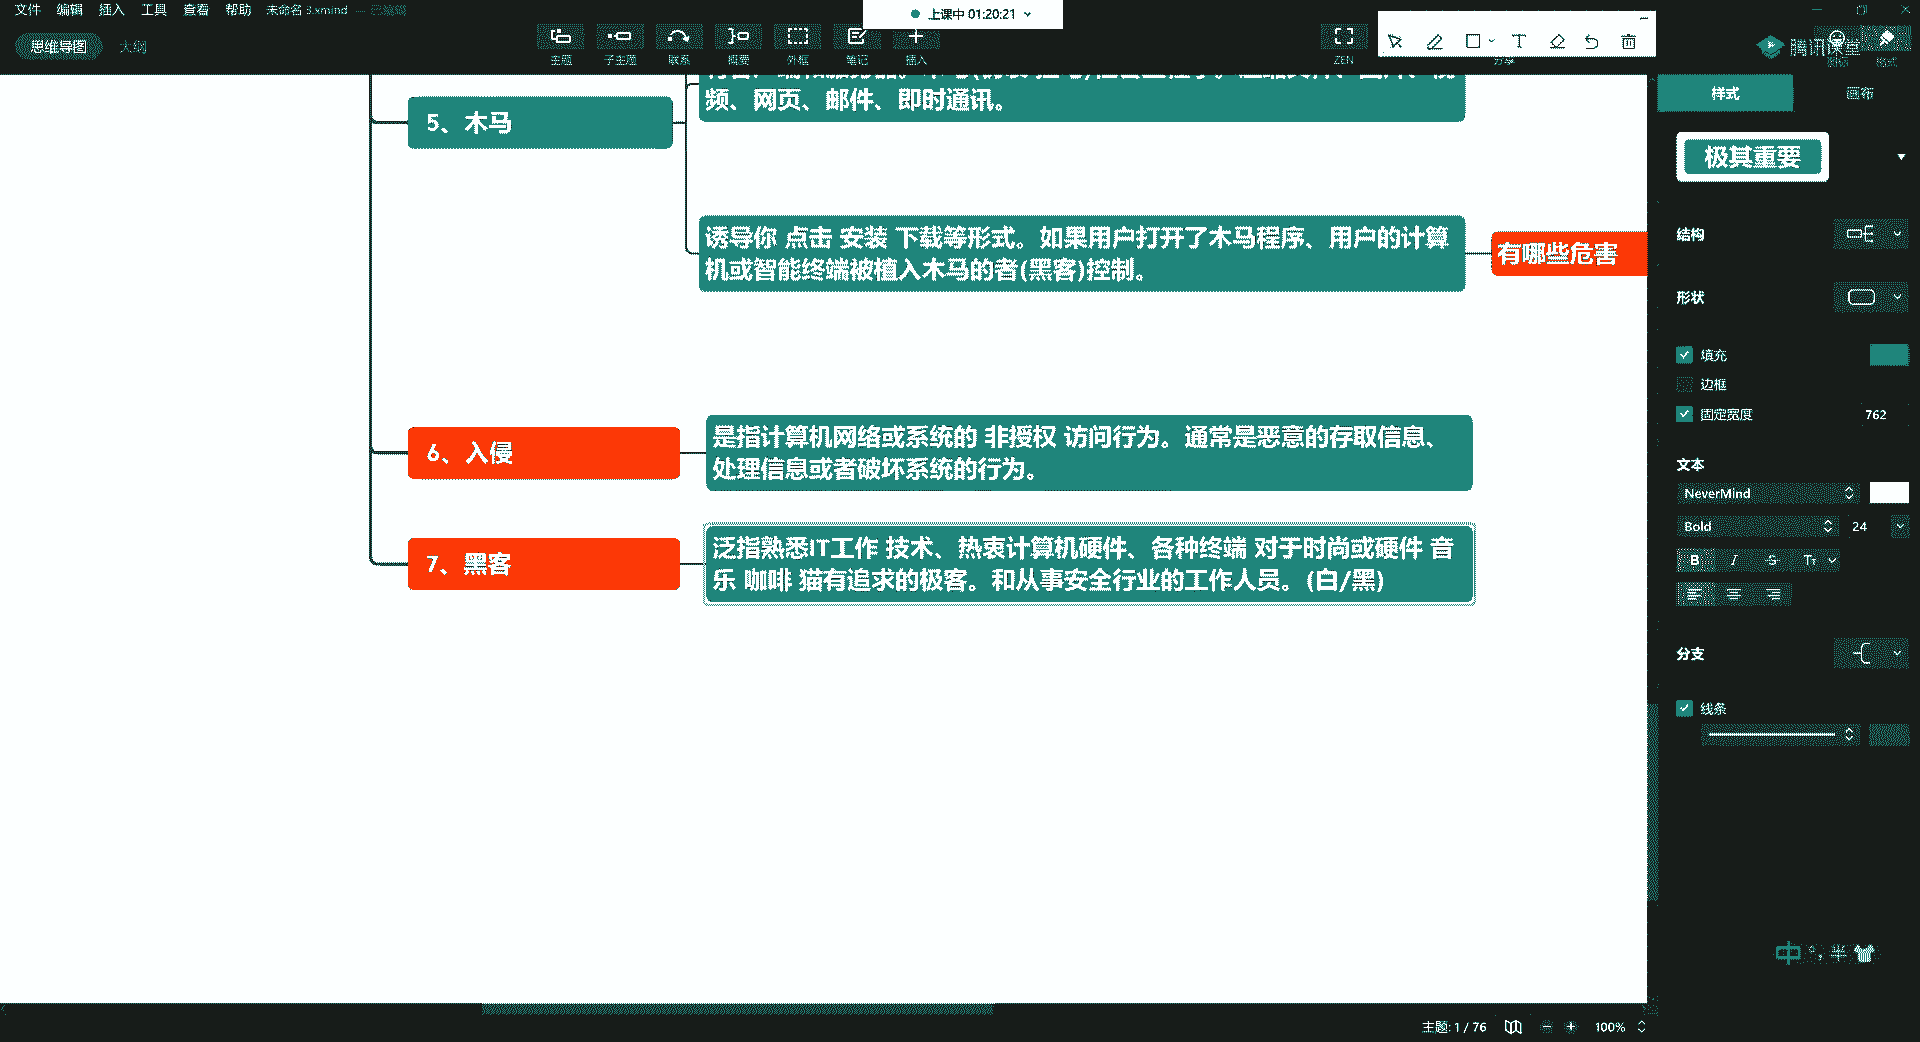 文件 编辑 插入 工具 查看 帮助 未命名 3.xmind — 已编辑
上课中 01:20:21
思维导图 大纲
主题 子主题 联系 概要 外框 笔记 插入 ZEN 分享 图标 格式
腾讯课堂
样式 画布
频、网页、邮件、即时通讯。
5、木马
极其重要
诱导你 点击 安装 下载等形式。如果用户打开了木马程序、用户的计算
机或智能终端被植入木马的者(黑客)控制。
有哪些危害
结构
形状
填充
边框
固定宽度 762
6、入侵
是指计算机网络或系统的 非授权 访问行为。通常是恶意的存取信息、
处理信息或者破坏系统的行为。
文本
NeverMind
Bold 24
7、黑客
泛指熟悉IT工作 技术、热衷计算机硬件、各种终端 对于时尚或硬件 音
乐 咖啡 猫有追求的极客。和从事安全行业的工作人员。(白/黑)
B I S Tт
分支
线条
中 °, 半
主题: 1 / 76 100%